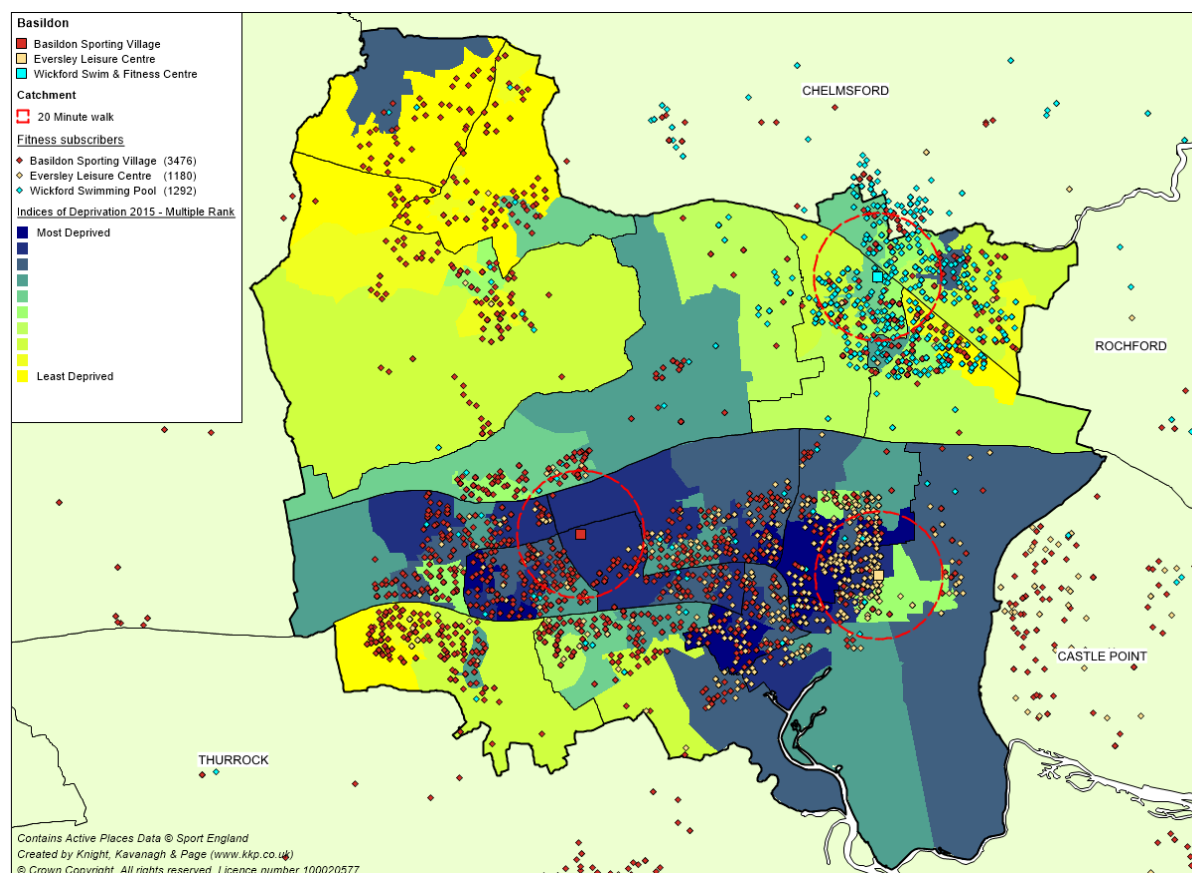 Basildon
Basildon Sporting Village
Eversley Leisure Centre
Wickford Swim & Fitness Centre
Catchment
20 Minute walk
Fitness subscribers
Basildon Sporting Village (3476)
Eversley Leisure Centre (1180)
Wickford Swimming Pool (1292)
Indices of Deprivation 2015 - Multiple Rank
Most Deprived
Least Deprived
CHELMSFORD
ROCHFORD
CASTLE POINT
THURROCK
Contains Active Places Data © Sport England
Created by Knight, Kavanagh & Page (www.kkp.co.uk)
© Crown Copyright. All rights reserved. Licence number 100020577